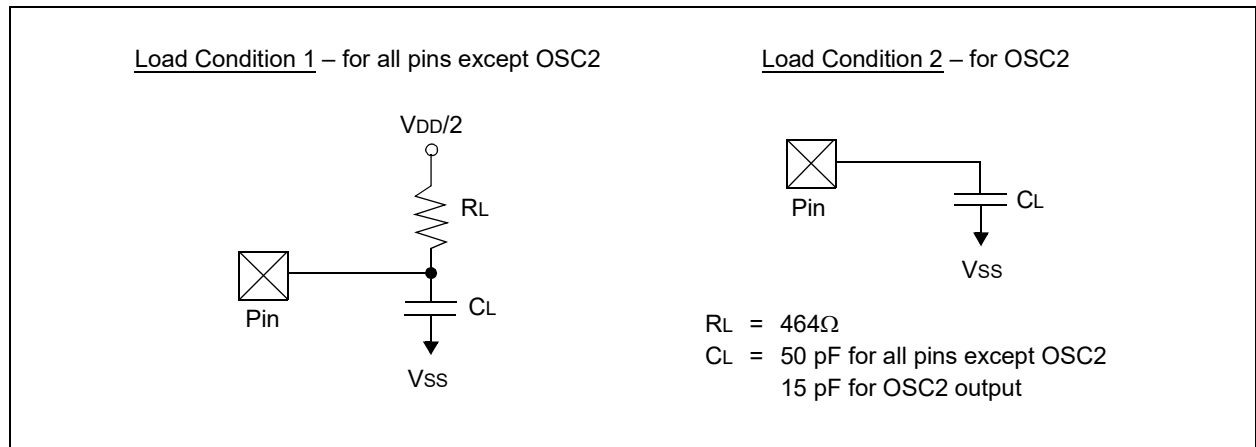 Load Condition 1 – for all pins except OSC2
VDD/2
RL
Pin
CL
VSS
Load Condition 2 – for OSC2
Pin
CL
VSS
RL = 464Ω
CL = 50 pF for all pins except OSC2
15 pF for OSC2 output